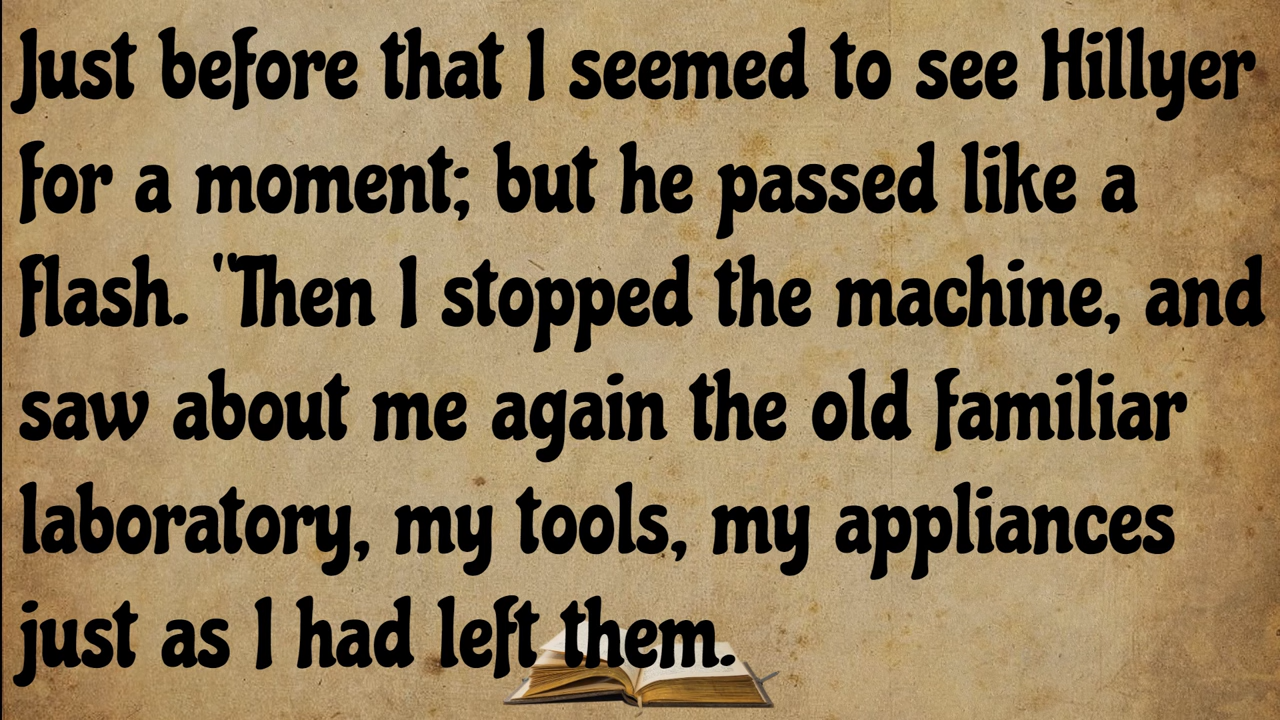 Just before that I seemed to see Hillyer
for a moment; but he passed like a
flash. "Then I stopped the machine, and
saw about me again the old familiar
laboratory, my tools, my appliances
just as I had left them.